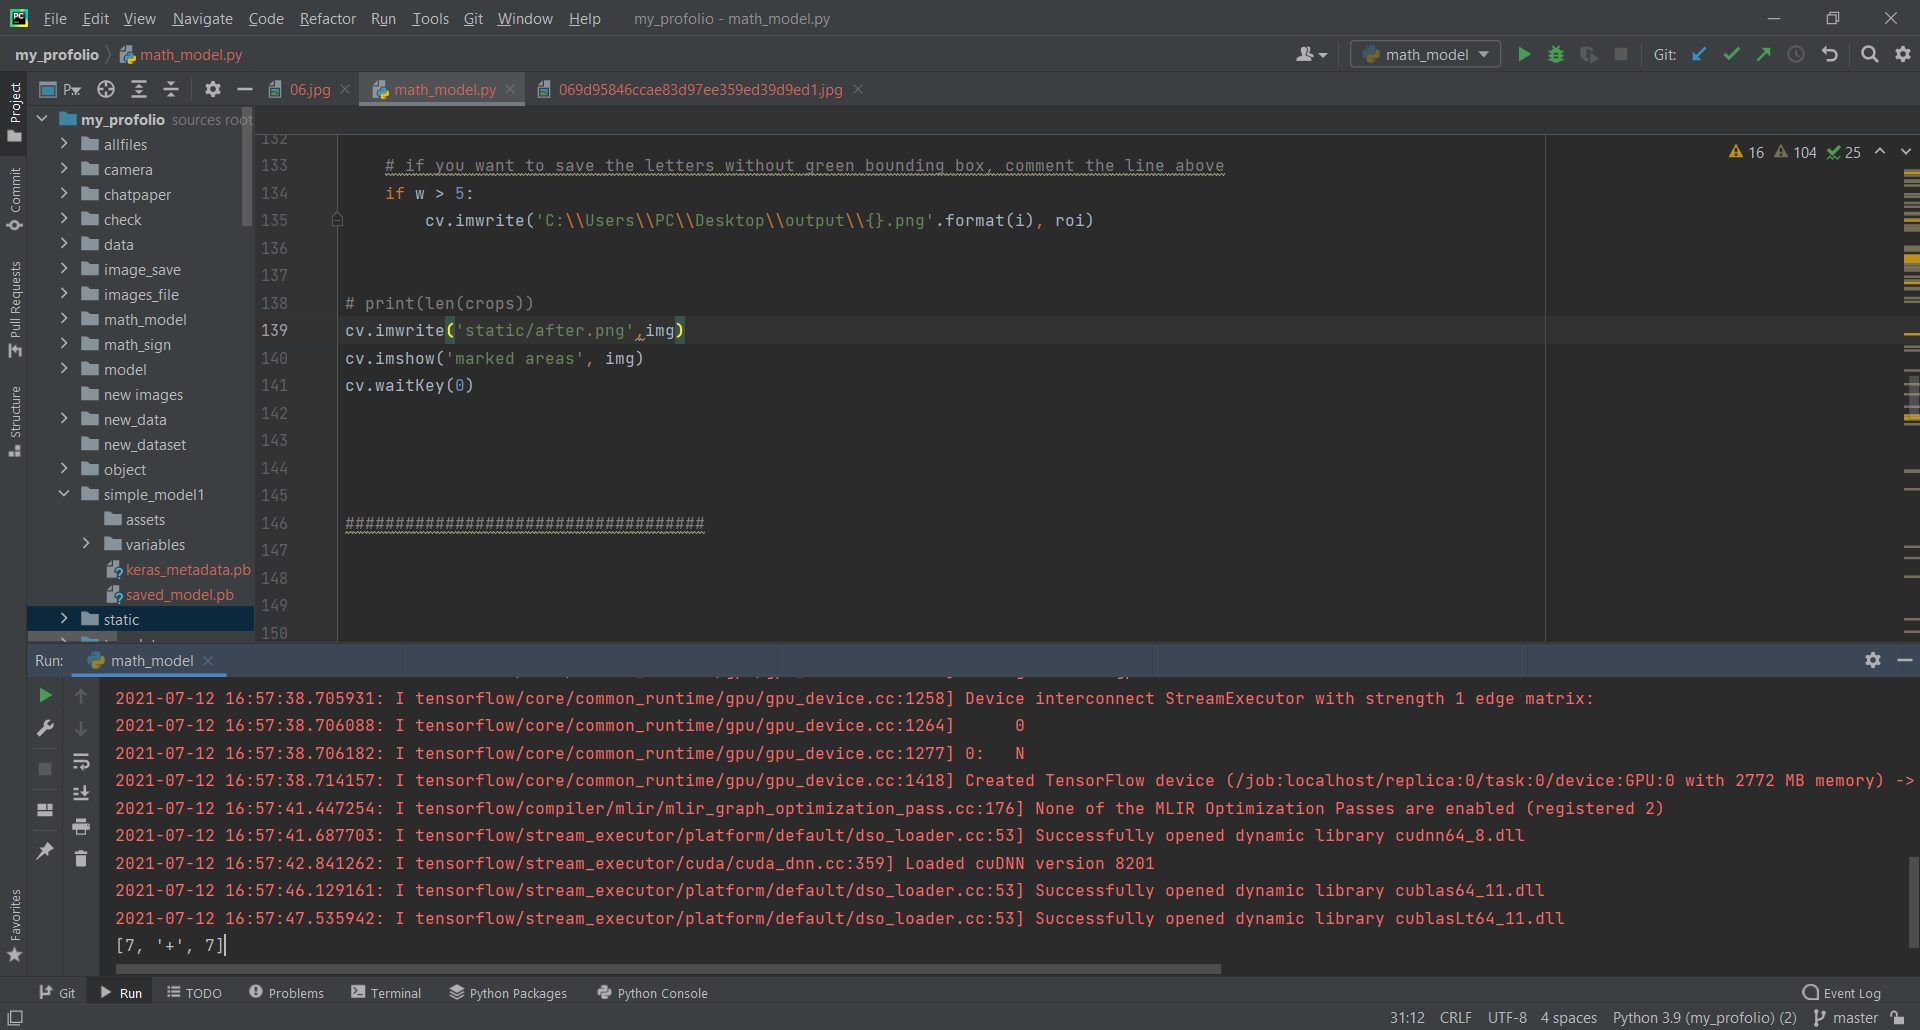 PC File Edit View Navigate Code Refactor Run Tools Git Window Help my_profolio - math_model.py
my_profolio math_model.py math_model Git:
P... 06.jpg math_model.py 069d95846ccae83d97ee359ed39d9ed1.jpg
Project
Commit
Pull Requests
Structure
Favorites
my_profolio sources root
allfiles
camera
chatpaper
check
data
image_save
images_file
math_model
math_sign
model
new images
new_data
new_dataset
object
simple_model1
assets
variables
keras_metadata.pb
saved_model.pb
static
16 104 25
132
133 # if you want to save the letters without green bounding box, comment the line above
134 if w > 5:
135 cv.imwrite('C:\\Users\\PC\\Desktop\\output\\{}.png'.format(i), roi)
136
137
138 # print(len(crops))
139 cv.imwrite('static/after.png',img)
140 cv.imshow('marked areas', img)
141 cv.waitKey(0)
142
143
144
145
146 ####################################
147
148
149
150
Run: math_model
2021-07-12 16:57:38.705931: I tensorflow/core/common_runtime/gpu/gpu_device.cc:1258] Device interconnect StreamExecutor with strength 1 edge matrix:
2021-07-12 16:57:38.706088: I tensorflow/core/common_runtime/gpu/gpu_device.cc:1264]      0
2021-07-12 16:57:38.706182: I tensorflow/core/common_runtime/gpu/gpu_device.cc:1277] 0:   N
2021-07-12 16:57:38.714157: I tensorflow/core/common_runtime/gpu/gpu_device.cc:1418] Created TensorFlow device (/job:localhost/replica:0/task:0/device:GPU:0 with 2772 MB memory) ->
2021-07-12 16:57:41.447254: I tensorflow/compiler/mlir/mlir_graph_optimization_pass.cc:176] None of the MLIR Optimization Passes are enabled (registered 2)
2021-07-12 16:57:41.687703: I tensorflow/stream_executor/platform/default/dso_loader.cc:53] Successfully opened dynamic library cudnn64_8.dll
2021-07-12 16:57:42.841262: I tensorflow/stream_executor/cuda/cuda_dnn.cc:359] Loaded cuDNN version 8201
2021-07-12 16:57:46.129161: I tensorflow/stream_executor/platform/default/dso_loader.cc:53] Successfully opened dynamic library cublas64_11.dll
2021-07-12 16:57:47.535942: I tensorflow/stream_executor/platform/default/dso_loader.cc:53] Successfully opened dynamic library cublasLt64_11.dll
[7, '+', 7]
Git Run TODO Problems Terminal Python Packages Python Console Event Log
31:12 CRLF UTF-8 4 spaces Python 3.9 (my_profolio) (2) master